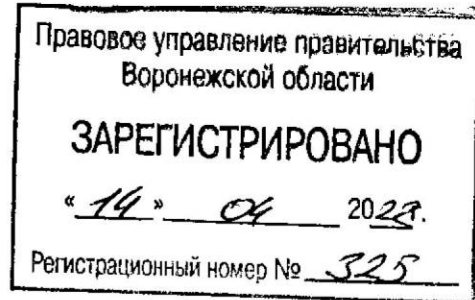 Правовое управление правительства
Воронежской области
ЗАРЕГИСТРИРОВАНО
« 14 » 04 2023г.
Регистрационный номер № 325